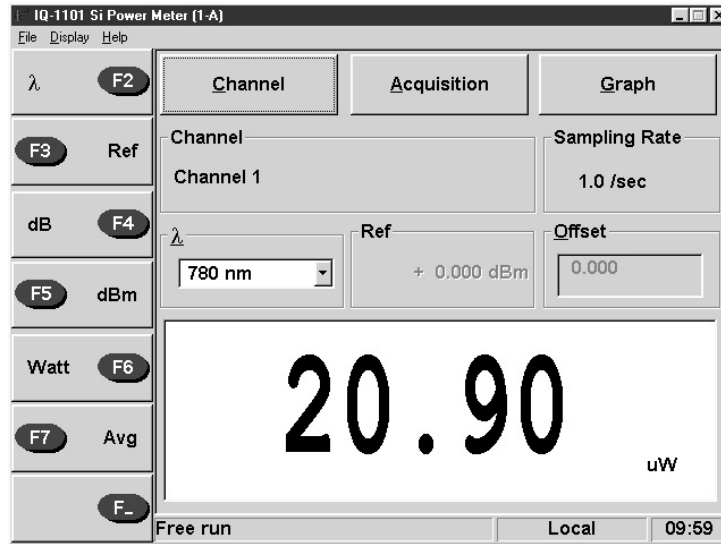 IQ-1101 Si Power Meter (1-A)
File Display Help
λ F2
F3 Ref
dB F4
F5 dBm
Watt F6
F7 Avg
F_
Channel Acquisition Graph
Channel
Channel 1
Sampling Rate
1.0 /sec
λ
780 nm
Ref
+ 0.000 dBm
Offset
0.000
20.90
uW
Free run Local 09:59